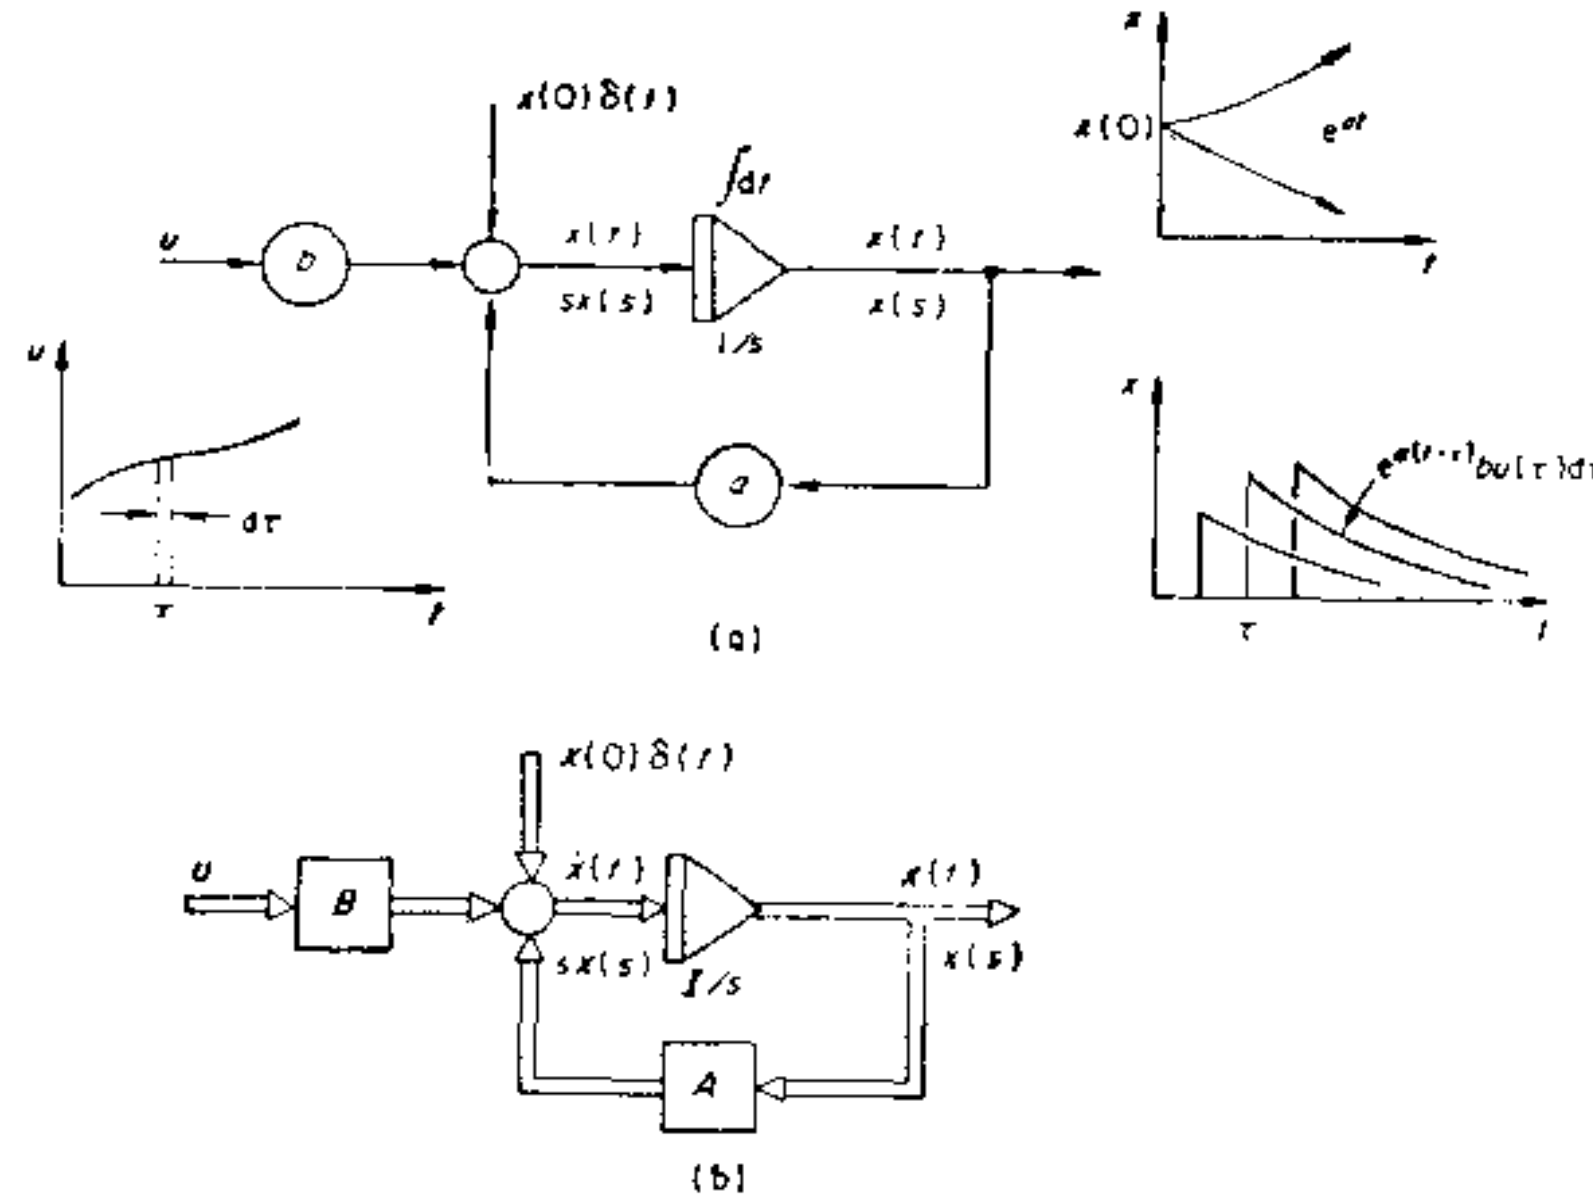 x(0)δ(t)
∫dt
u
b
x(t)
sx(s)
1/s
x(t)
x(s)
a
x
x(0)
e^{at}
t
u
dτ
τ
t
x
e^{a(t-τ)}bu(τ)dτ
τ
t
(a)
x(0)δ(t)
u
B
ẋ(t)
sx(s)
I/s
x(t)
x(s)
A
(b)